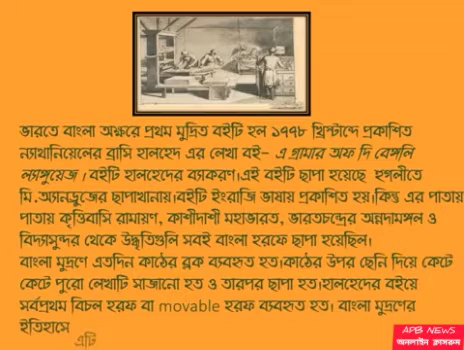 ভারতে বাংলা অক্ষরে প্রথম মুদ্রিত বইটি হল ১৭৭৮ খ্রিস্টাব্দে প্রকাশিত
ন্যাথানিয়েলের ব্রাসি হালহেদ এর লেখা বই- এ গ্রামার অফ দি বেঙ্গলি
ল্যাঙ্গুয়েজ । বইটি হালহেদের ব্যাকরণ।এই বইটি ছাপা হয়েছে হুগলীতে
মি.অ্যানড্রুজের ছাপাখানায়।বইটি ইংরাজি ভাষায় প্রকাশিত হয়।কিন্তু এর পাতায়
পাতায় কৃত্তিবাসি রামায়ণ, কাশীদাশী মহাভারত, ভারতচন্দ্রের অন্নদামঙ্গল ও
বিদ্যাসুন্দর থেকে উদ্ধৃতিগুলি সবই বাংলা হরফে ছাপা হয়েছিল।
বাংলা মুদ্রণে এতদিন কাঠের ব্লক ব্যবহৃত হত।কাঠের উপর ছেনি দিয়ে কেটে
কেটে পুরো লেখাটি সাজানো হত ও তারপর ছাপা হত।হালহেদের বইয়ে
সর্বপ্রথম বিচল হরফ বা movable হরফ ব্যবহৃত হত। বাংলা মুদ্রণের
ইতিহাসে
এটি
APB NEWS
অনলাইন ক্লাসরুম